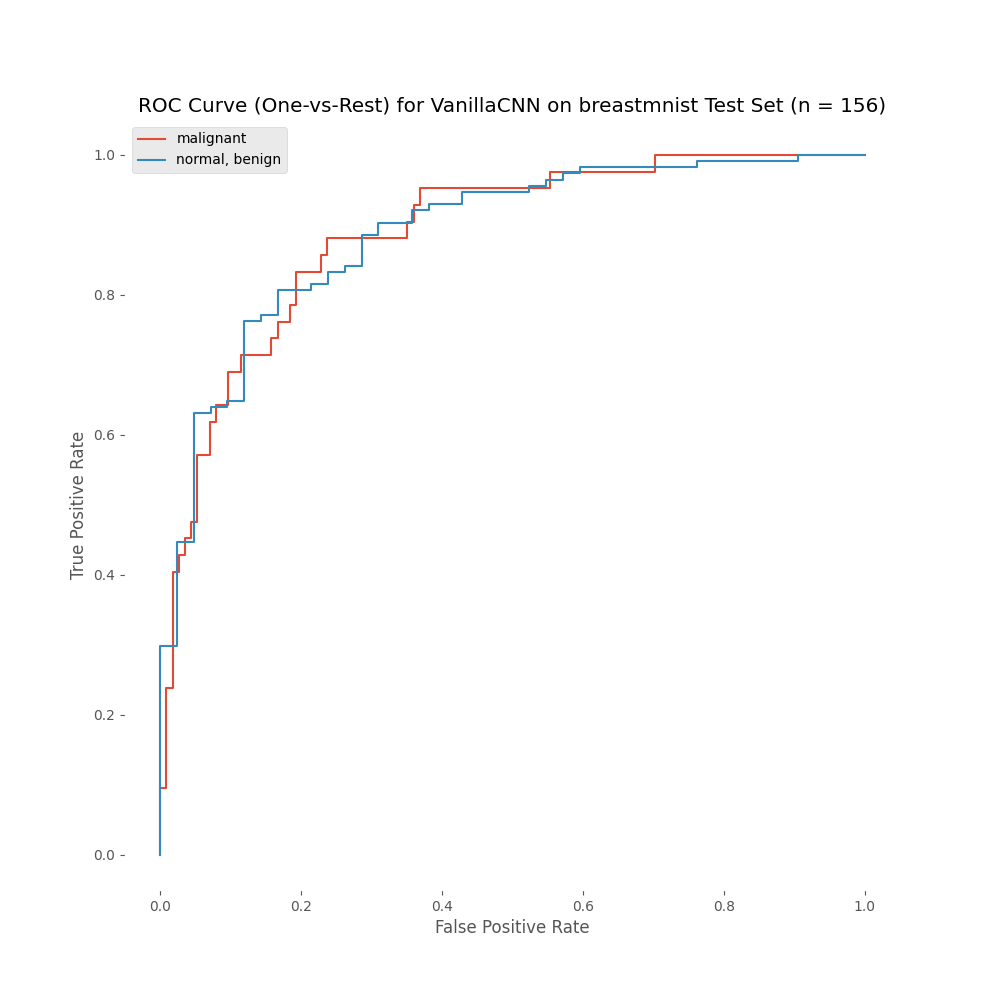 ROC Curve (One-vs-Rest) for VanillaCNN on breastmnist Test Set (n = 156)
malignant
normal, benign
1.0
0.8
0.6
0.4
0.2
0.0
True Positive Rate
0.0 0.2 0.4 0.6 0.8 1.0
False Positive Rate